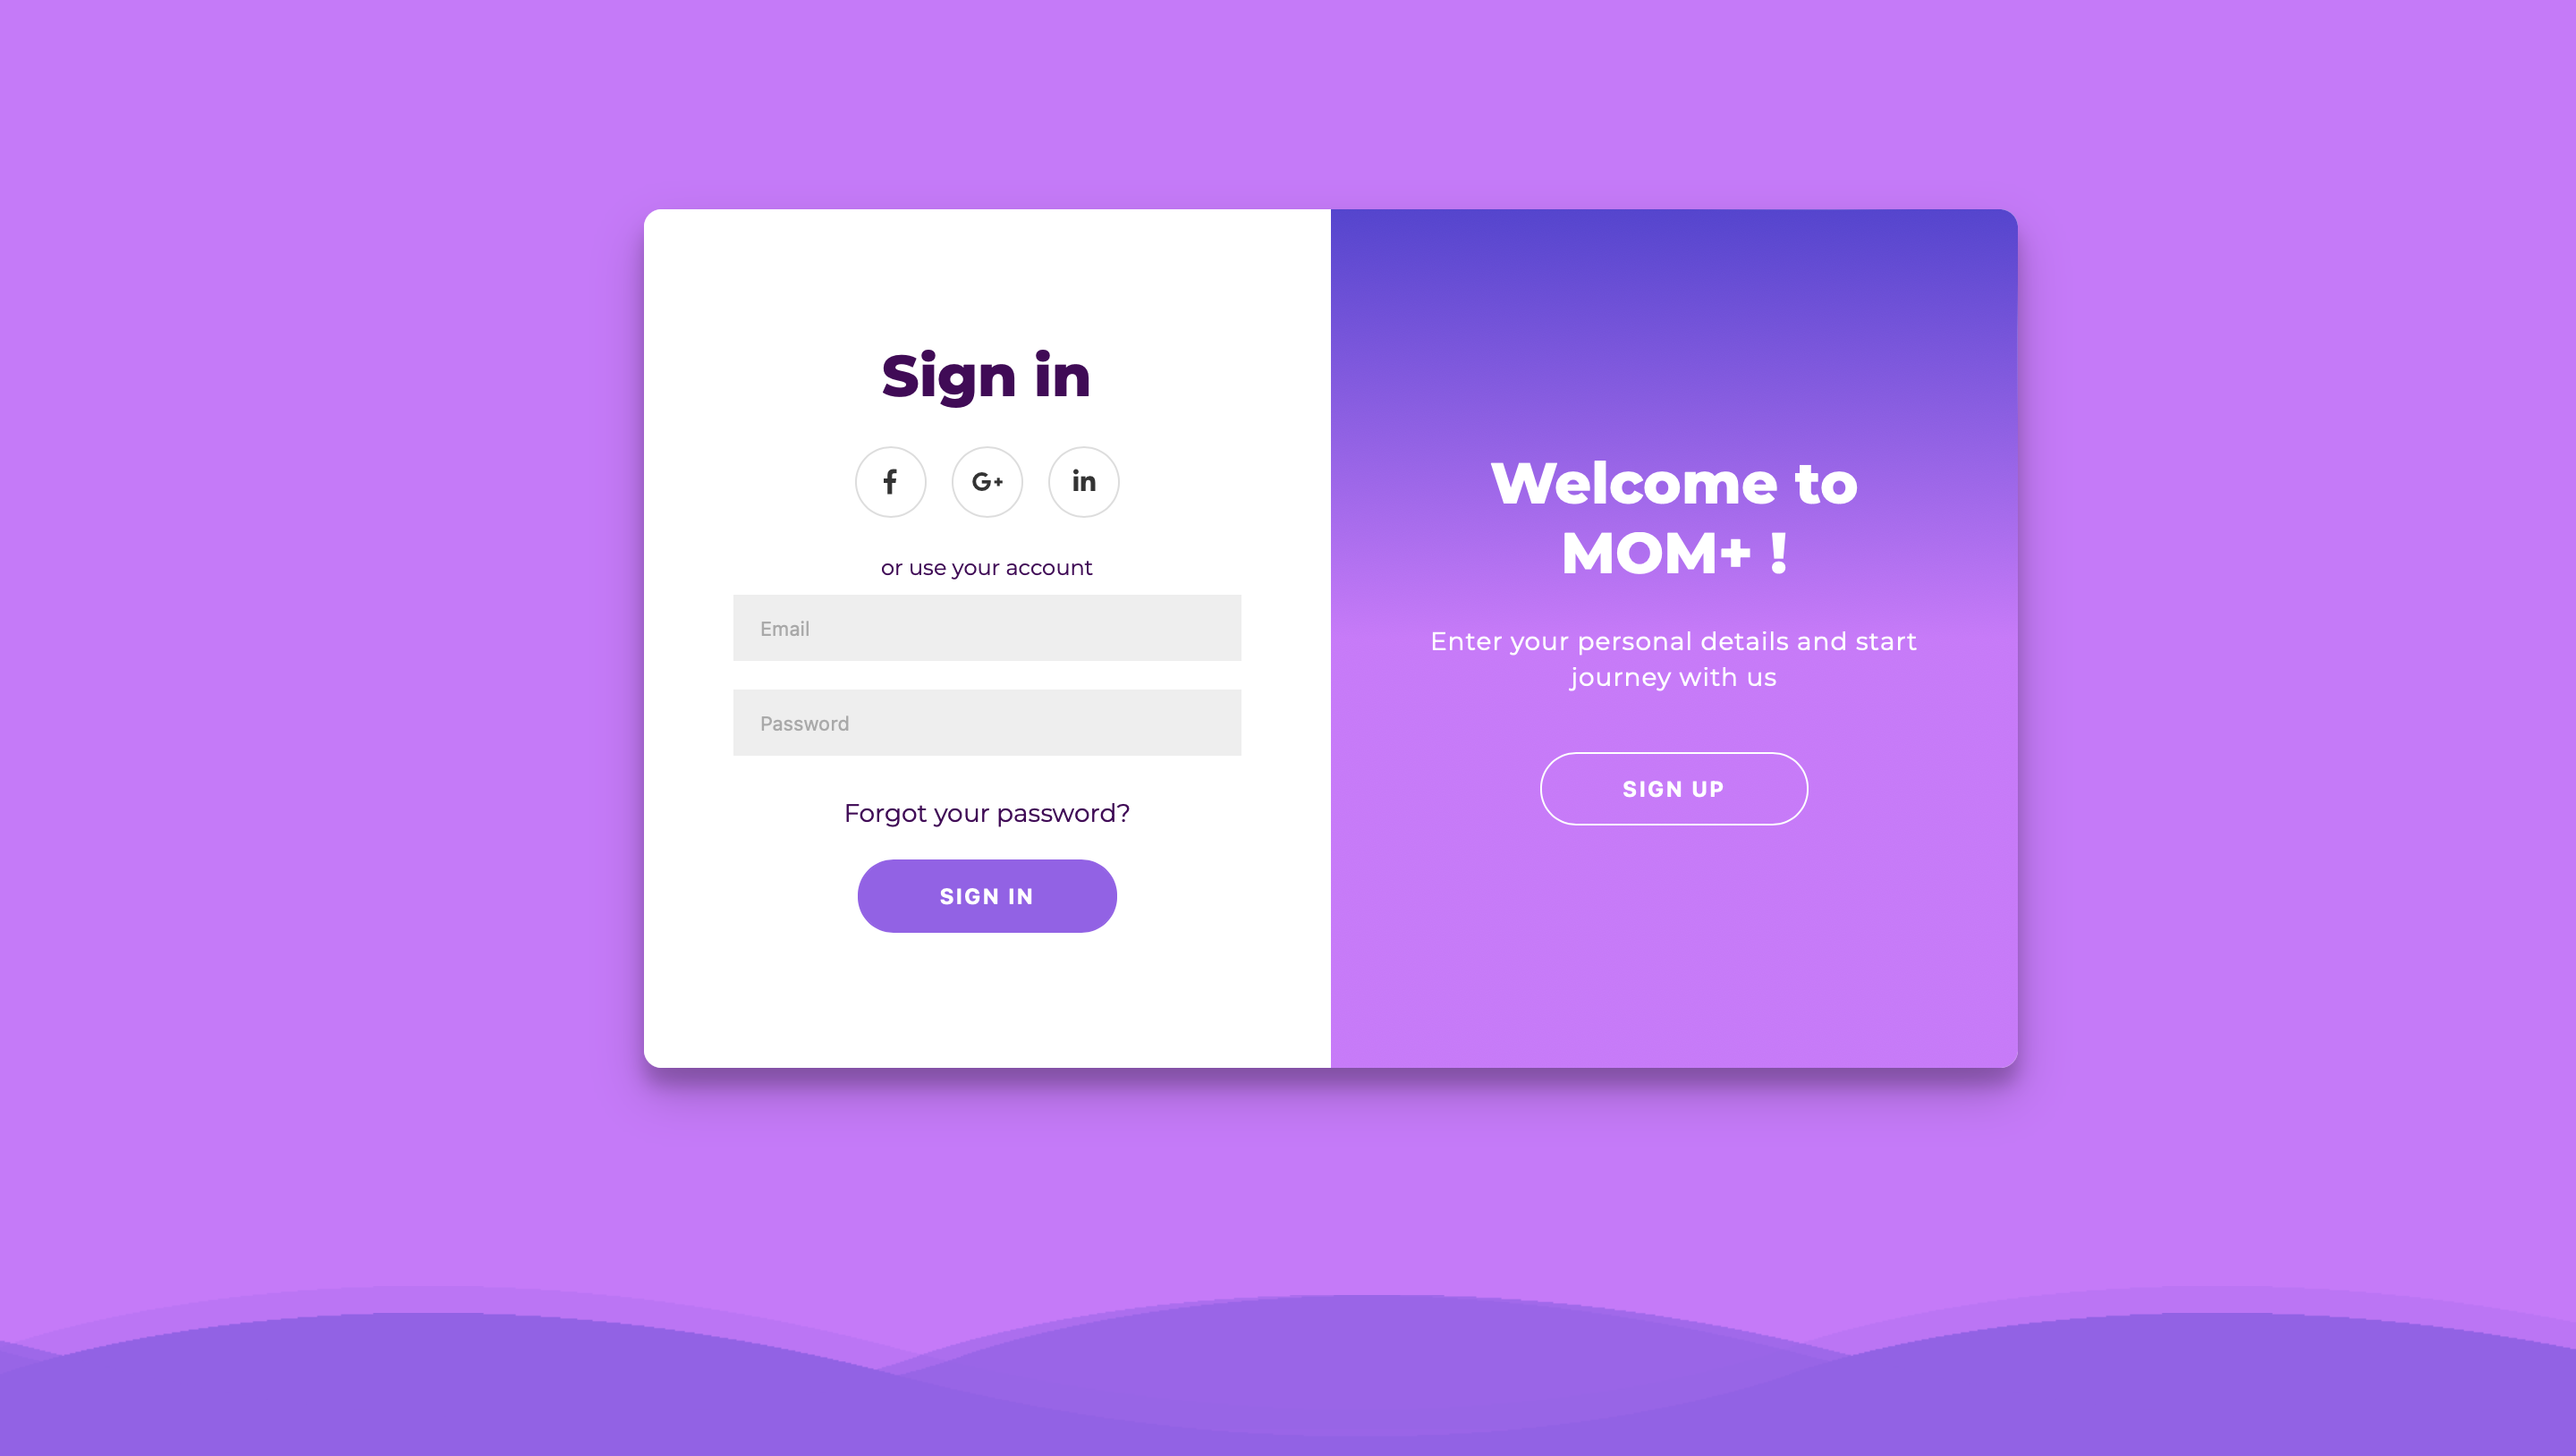 Sign in
f G+ in
or use your account
Email
Password
Forgot your password?
SIGN IN
Welcome to
MOM+ !
Enter your personal details and start
journey with us
SIGN UP